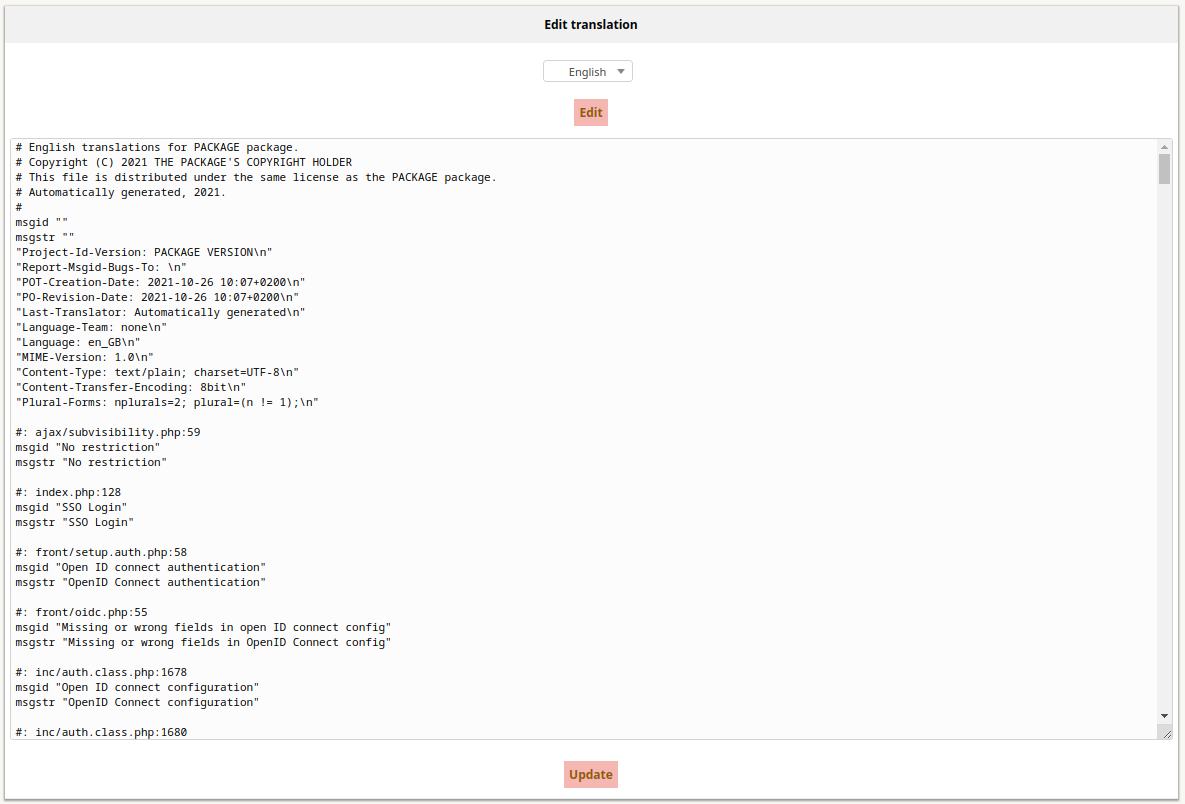 Edit translation
English
Edit
# English translations for PACKAGE package.
# Copyright (C) 2021 THE PACKAGE'S COPYRIGHT HOLDER
# This file is distributed under the same license as the PACKAGE package.
# Automatically generated, 2021.
#
msgid ""
msgstr ""
"Project-Id-Version: PACKAGE VERSION\n"
"Report-Msgid-Bugs-To: \n"
"POT-Creation-Date: 2021-10-26 10:07+0200\n"
"PO-Revision-Date: 2021-10-26 10:07+0200\n"
"Last-Translator: Automatically generated\n"
"Language-Team: none\n"
"Language: en_GB\n"
"MIME-Version: 1.0\n"
"Content-Type: text/plain; charset=UTF-8\n"
"Content-Transfer-Encoding: 8bit\n"
"Plural-Forms: nplurals=2; plural=(n != 1);\n"

#: ajax/subvisibility.php:59
msgid "No restriction"
msgstr "No restriction"

#: index.php:128
msgid "SSO Login"
msgstr "SSO Login"

#: front/setup.auth.php:58
msgid "Open ID connect authentication"
msgstr "OpenID Connect authentication"

#: front/oidc.php:55
msgid "Missing or wrong fields in open ID connect config"
msgstr "Missing or wrong fields in OpenID Connect config"

#: inc/auth.class.php:1678
msgid "Open ID connect configuration"
msgstr "OpenID Connect configuration"

#: inc/auth.class.php:1680
Update